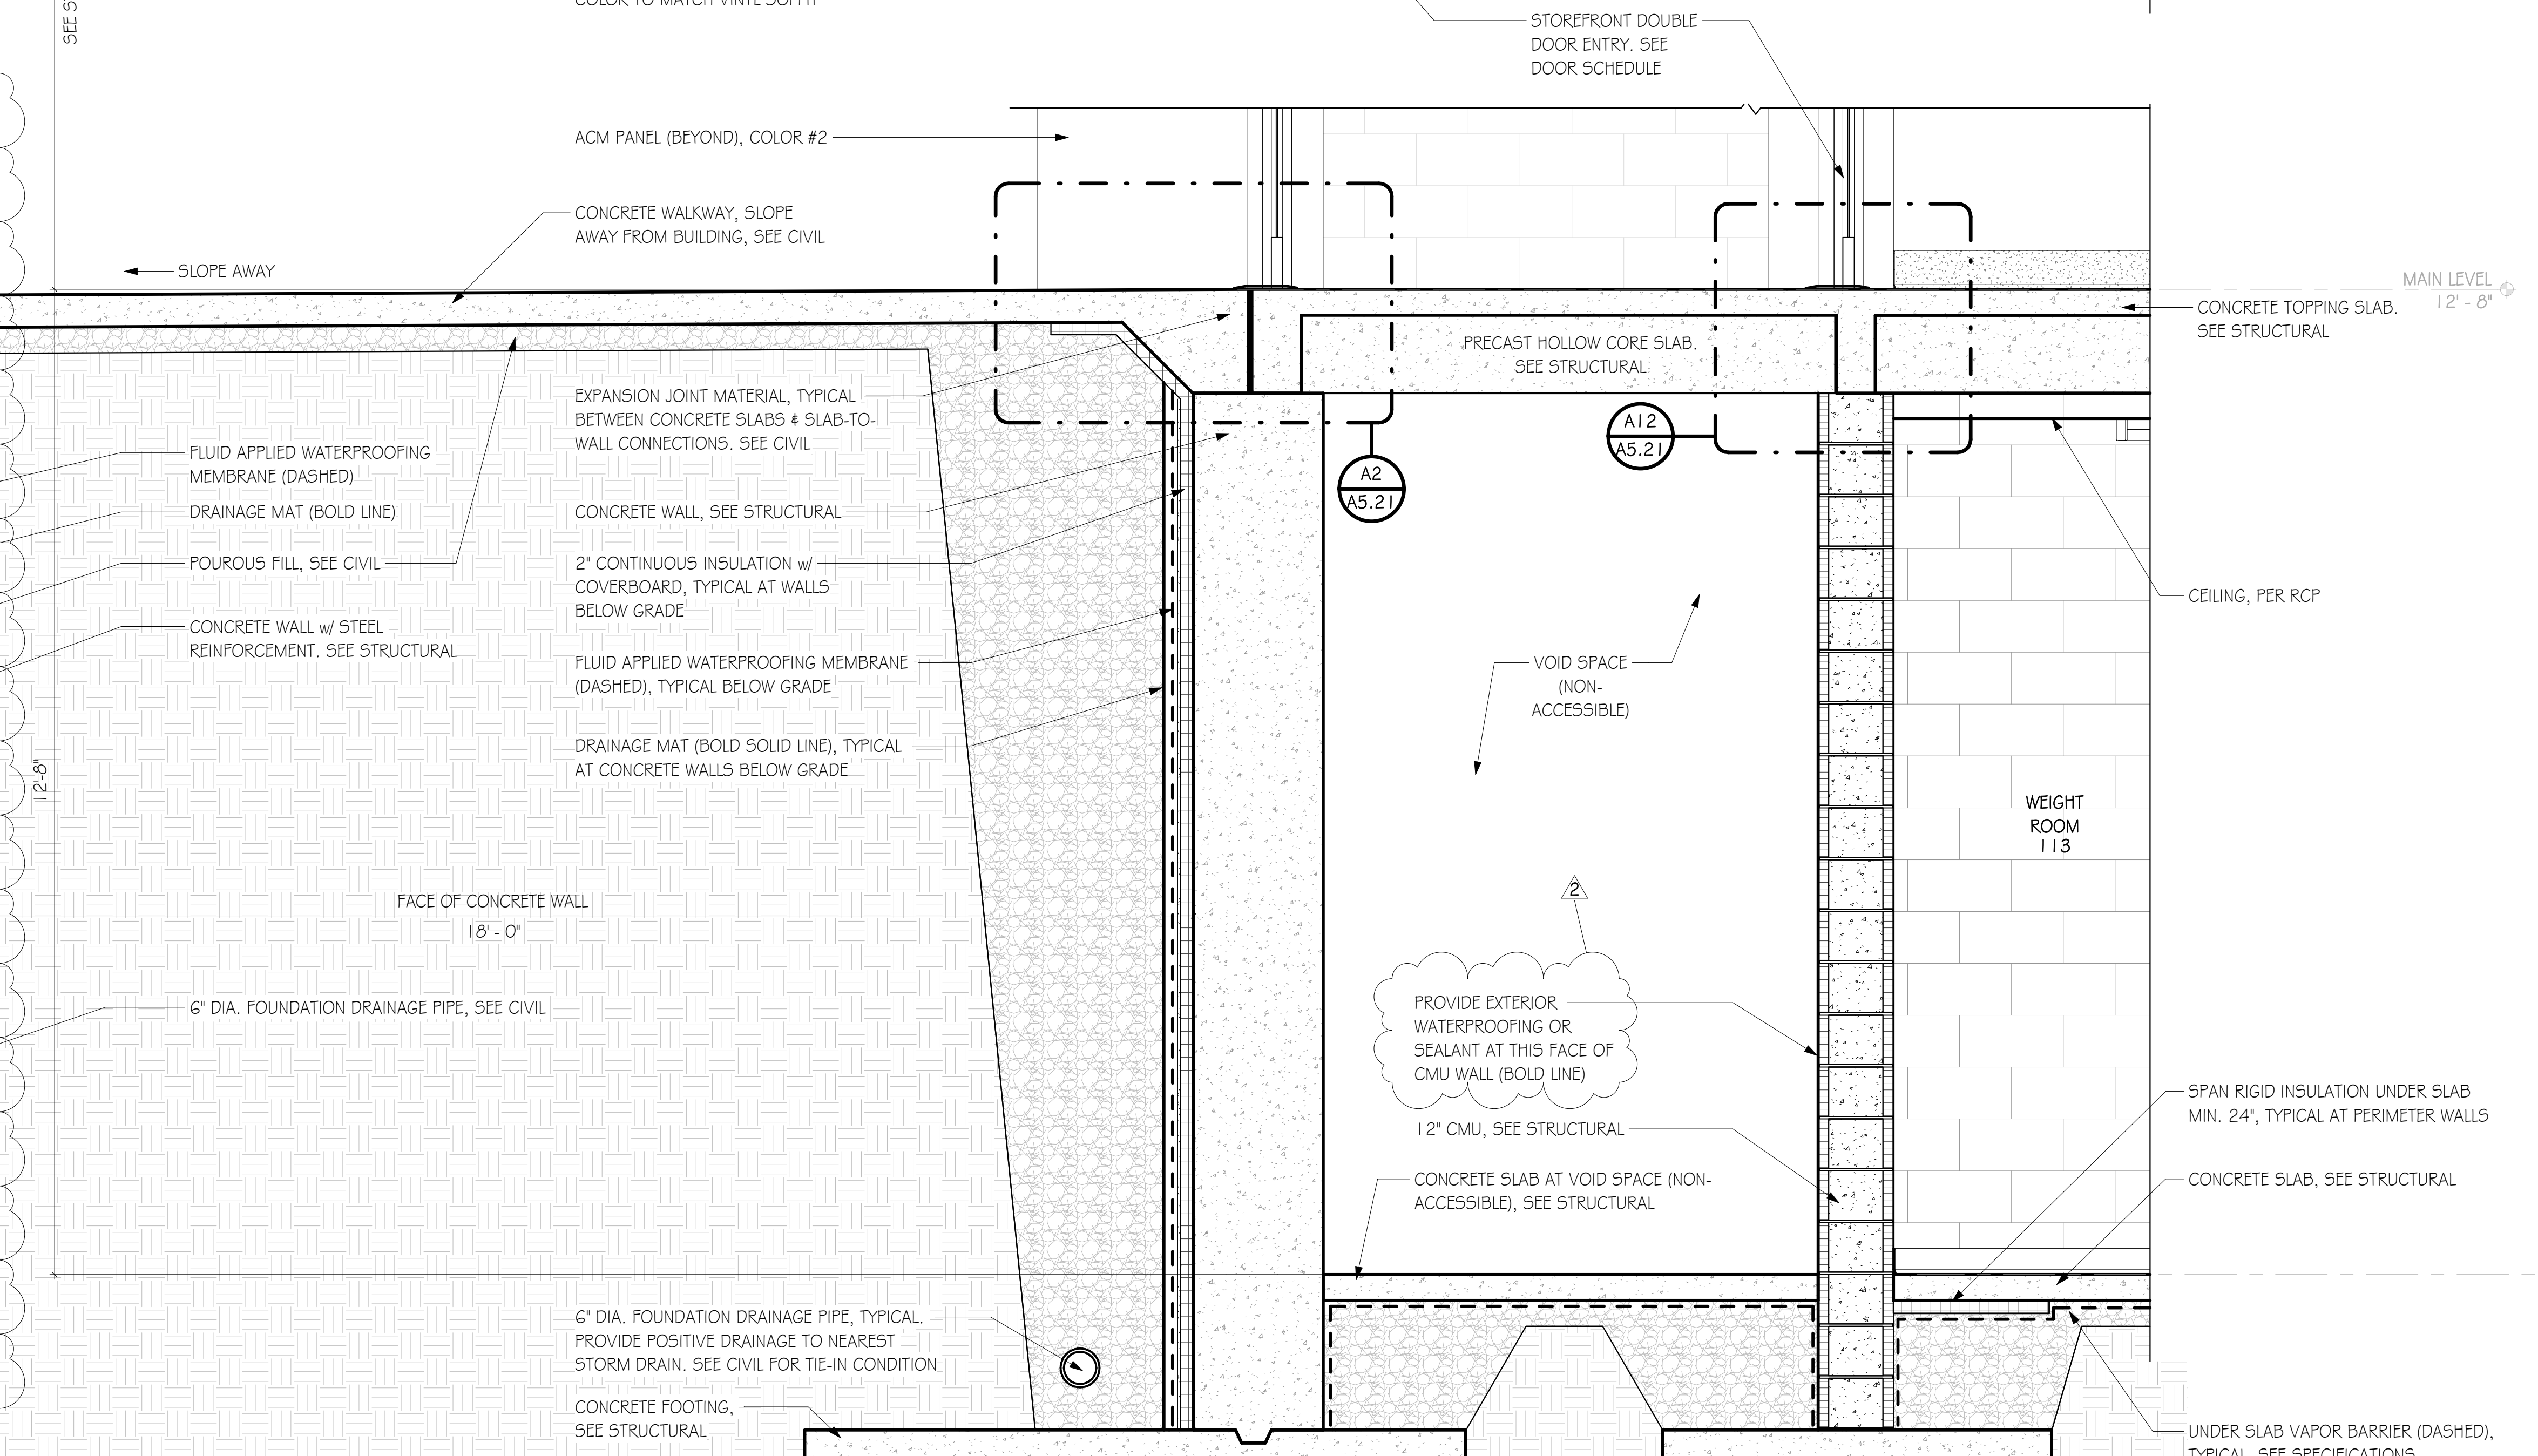 SEE S
COLOR TO MATCH VINYL SOFFIT
STOREFRONT DOUBLE
DOOR ENTRY. SEE
DOOR SCHEDULE
ACM PANEL (BEYOND), COLOR #2
CONCRETE WALKWAY, SLOPE
AWAY FROM BUILDING, SEE CIVIL
SLOPE AWAY
MAIN LEVEL
12' - 8"
CONCRETE TOPPING SLAB.
SEE STRUCTURAL
PRECAST HOLLOW CORE SLAB.
SEE STRUCTURAL
EXPANSION JOINT MATERIAL, TYPICAL
BETWEEN CONCRETE SLABS & SLAB-TO-
WALL CONNECTIONS. SEE CIVIL
A12
A5.21
A2
A5.21
FLUID APPLIED WATERPROOFING
MEMBRANE (DASHED)
DRAINAGE MAT (BOLD LINE)
CONCRETE WALL, SEE STRUCTURAL
POUROUS FILL, SEE CIVIL
2" CONTINUOUS INSULATION w/
COVERBOARD, TYPICAL AT WALLS
BELOW GRADE
CEILING, PER RCP
CONCRETE WALL w/ STEEL
REINFORCEMENT. SEE STRUCTURAL
FLUID APPLIED WATERPROOFING MEMBRANE
(DASHED), TYPICAL BELOW GRADE
VOID SPACE
(NON-
ACCESSIBLE)
DRAINAGE MAT (BOLD SOLID LINE), TYPICAL
AT CONCRETE WALLS BELOW GRADE
12'-8"
WEIGHT
ROOM
113
2
FACE OF CONCRETE WALL
18' - 0"
6" DIA. FOUNDATION DRAINAGE PIPE, SEE CIVIL
PROVIDE EXTERIOR
WATERPROOFING OR
SEALANT AT THIS FACE OF
CMU WALL (BOLD LINE)
12" CMU, SEE STRUCTURAL
SPAN RIGID INSULATION UNDER SLAB
MIN. 24", TYPICAL AT PERIMETER WALLS
CONCRETE SLAB AT VOID SPACE (NON-
ACCESSIBLE), SEE STRUCTURAL
CONCRETE SLAB, SEE STRUCTURAL
6" DIA. FOUNDATION DRAINAGE PIPE, TYPICAL.
PROVIDE POSITIVE DRAINAGE TO NEAREST
STORM DRAIN. SEE CIVIL FOR TIE-IN CONDITION
CONCRETE FOOTING,
SEE STRUCTURAL
UNDER SLAB VAPOR BARRIER (DASHED),
TYPICAL. SEE SPECIFICATIONS